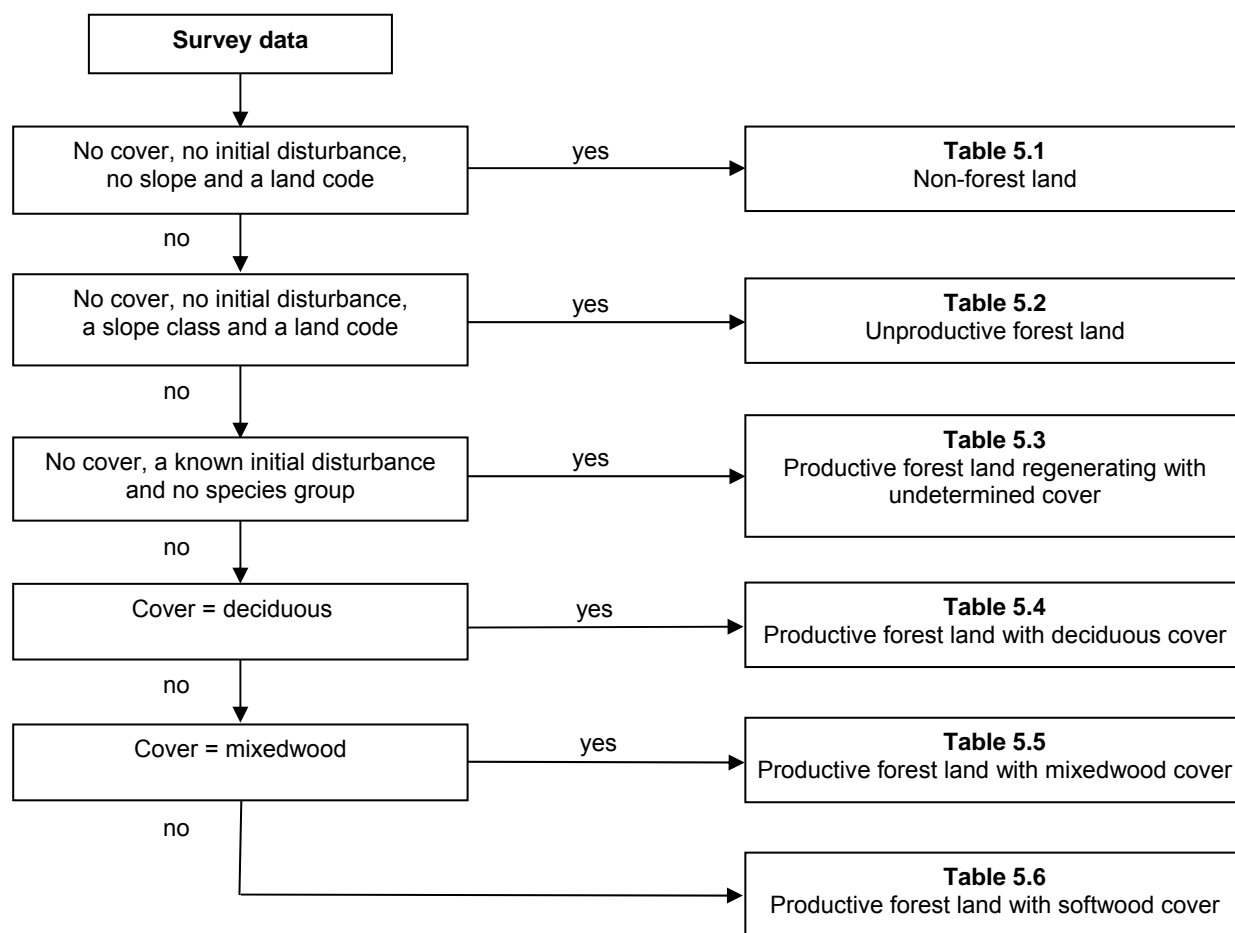 Survey data
No cover, no initial disturbance,
no slope and a land code
yes
Table 5.1
Non-forest land
no
No cover, no initial disturbance,
a slope class and a land code
yes
Table 5.2
Unproductive forest land
no
No cover, a known initial disturbance
and no species group
yes
Table 5.3
Productive forest land regenerating with
undetermined cover
no
Cover = deciduous
yes
Table 5.4
Productive forest land with deciduous cover
no
Cover = mixedwood
yes
Table 5.5
Productive forest land with mixedwood cover
no
Table 5.6
Productive forest land with softwood cover